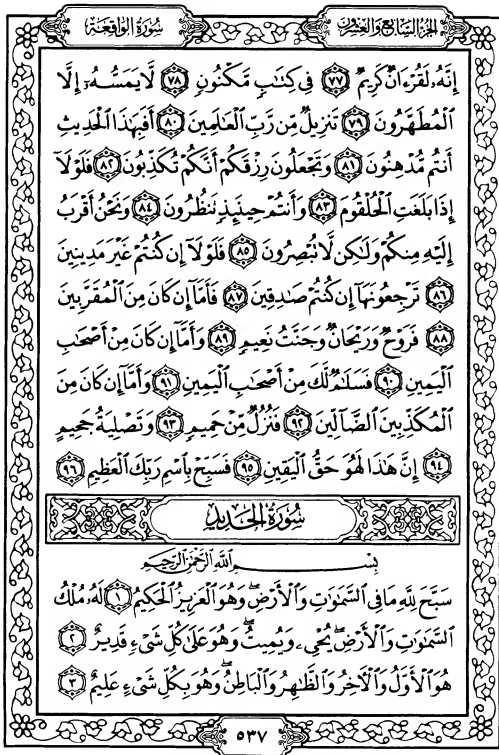 الجزء السابع والعشرون
سُورَةُ الوَاقِعَة
إِنَّهُۥ لَقُرْءَانٌ كَرِيمٌ ٧٧ فِى كِتَٰبٍ مَّكْنُونٍ ٧٨ لَّا يَمَسُّهُۥٓ إِلَّا
ٱلْمُطَهَّرُونَ ٧٩ تَنزِيلٌ مِّن رَّبِّ ٱلْعَٰلَمِينَ ٨٠ أَفَبِهَٰذَا ٱلْحَدِيثِ
أَنتُم مُّدْهِنُونَ ٨١ وَتَجْعَلُونَ رِزْقَكُمْ أَنَّكُمْ تُكَذِّبُونَ ٨٢ فَلَوْلَآ
إِذَا بَلَغَتِ ٱلْحُلْقُومَ ٨٣ وَأَنتُمْ حِينَئِذٍ تَنظُرُونَ ٨٤ وَنَحْنُ أَقْرَبُ
إِلَيْهِ مِنكُمْ وَلَٰكِن لَّا تُبْصِرُونَ ٨٥ فَلَوْلَآ إِن كُنتُمْ غَيْرَ مَدِينِينَ
٨٦ تَرْجِعُونَهَآ إِن كُنتُمْ صَٰدِقِينَ ٨٧ فَأَمَّآ إِن كَانَ مِنَ ٱلْمُقَرَّبِينَ
٨٨ فَرَوْحٌ وَرَيْحَانٌ وَجَنَّتُ نَعِيمٍ ٨٩ وَأَمَّآ إِن كَانَ مِنْ أَصْحَٰبِ
ٱلْيَمِينِ ٩٠ فَسَلَٰمٌ لَّكَ مِنْ أَصْحَٰبِ ٱلْيَمِينِ ٩١ وَأَمَّآ إِن كَانَ مِنَ
ٱلْمُكَذِّبِينَ ٱلضَّآلِّينَ ٩٢ فَنُزُلٌ مِّنْ حَمِيمٍ ٩٣ وَتَصْلِيَةُ جَحِيمٍ
٩٤ إِنَّ هَٰذَا لَهُوَ حَقُّ ٱلْيَقِينِ ٩٥ فَسَبِّحْ بِٱسْمِ رَبِّكَ ٱلْعَظِيمِ ٩٦
سُورَةُ الحَدِيدِ
بِسْمِ ٱللَّهِ ٱلرَّحْمَٰنِ ٱلرَّحِيمِ
سَبَّحَ لِلَّهِ مَا فِى ٱلسَّمَٰوَٰتِ وَٱلْأَرْضِ ۖ وَهُوَ ٱلْعَزِيزُ ٱلْحَكِيمُ ١ لَهُۥ مُلْكُ
ٱلسَّمَٰوَٰتِ وَٱلْأَرْضِ ۖ يُحْىِۦ وَيُمِيتُ ۖ وَهُوَ عَلَىٰ كُلِّ شَىْءٍ قَدِيرٌ ٢
هُوَ ٱلْأَوَّلُ وَٱلْءَاخِرُ وَٱلظَّٰهِرُ وَٱلْبَاطِنُ ۖ وَهُوَ بِكُلِّ شَىْءٍ عَلِيمٌ ٣
٥٣٧